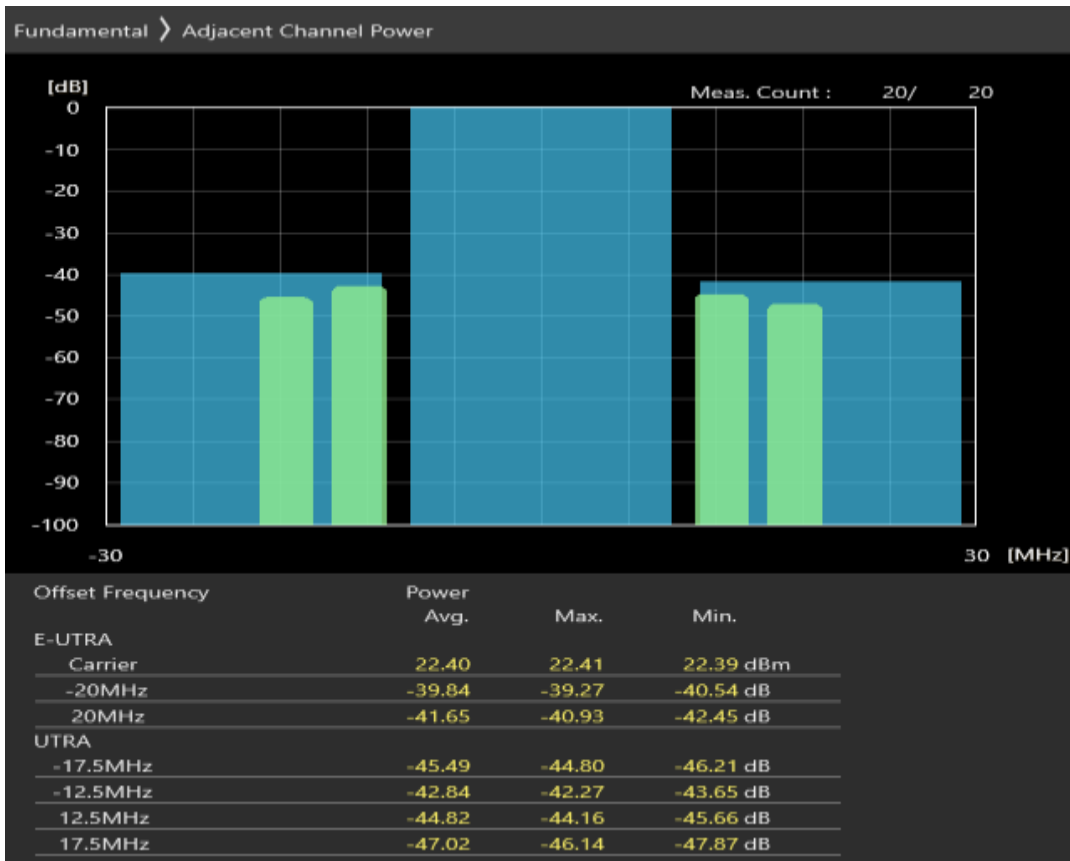 Fundamental ❯ Adjacent Channel Power
[dB]
Meas. Count : 20/ 20
0
-10
-20
-30
-40
-50
-60
-70
-80
-90
-100
-30 30 [MHz]
Offset Frequency Power
Avg. Max. Min.
E-UTRA
Carrier 22.40 22.41 22.39 dBm
-20MHz -39.84 -39.27 -40.54 dB
20MHz -41.65 -40.93 -42.45 dB
UTRA
-17.5MHz -45.49 -44.80 -46.21 dB
-12.5MHz -42.84 -42.27 -43.65 dB
12.5MHz -44.82 -44.16 -45.66 dB
17.5MHz -47.02 -46.14 -47.87 dB